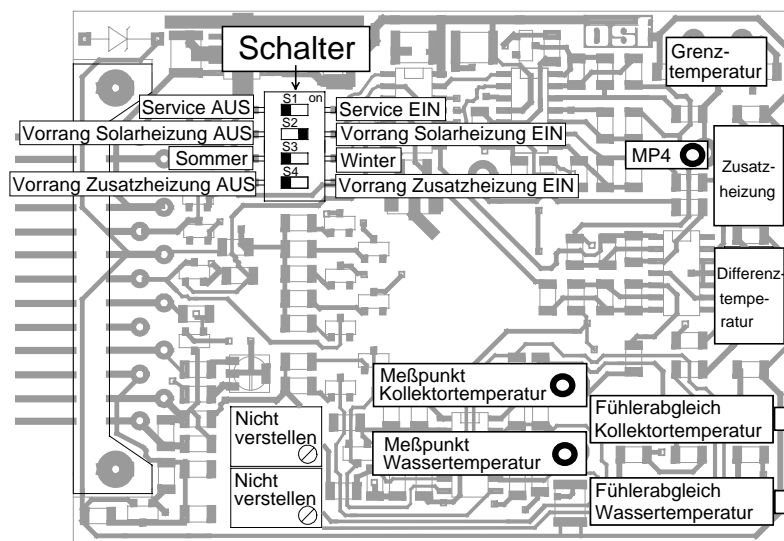 OSF
Schalter
Grenz-
temperatur
S1 on
Service AUS
Service EIN
S2
Vorrang Solarheizung AUS
Vorrang Solarheizung EIN
S3
Sommer
Winter
S4
Vorrang Zusatzheizung AUS
Vorrang Zusatzheizung EIN
MP4
Zusatz-
heizung
Differenz-
tempe-
ratur
Meßpunkt
Kollektortemperatur
Fühlerabgleich
Kollektortemperatur
Nicht
verstellen
Meßpunkt
Wassertemperatur
Nicht
verstellen
Fühlerabgleich
Wassertemperatur